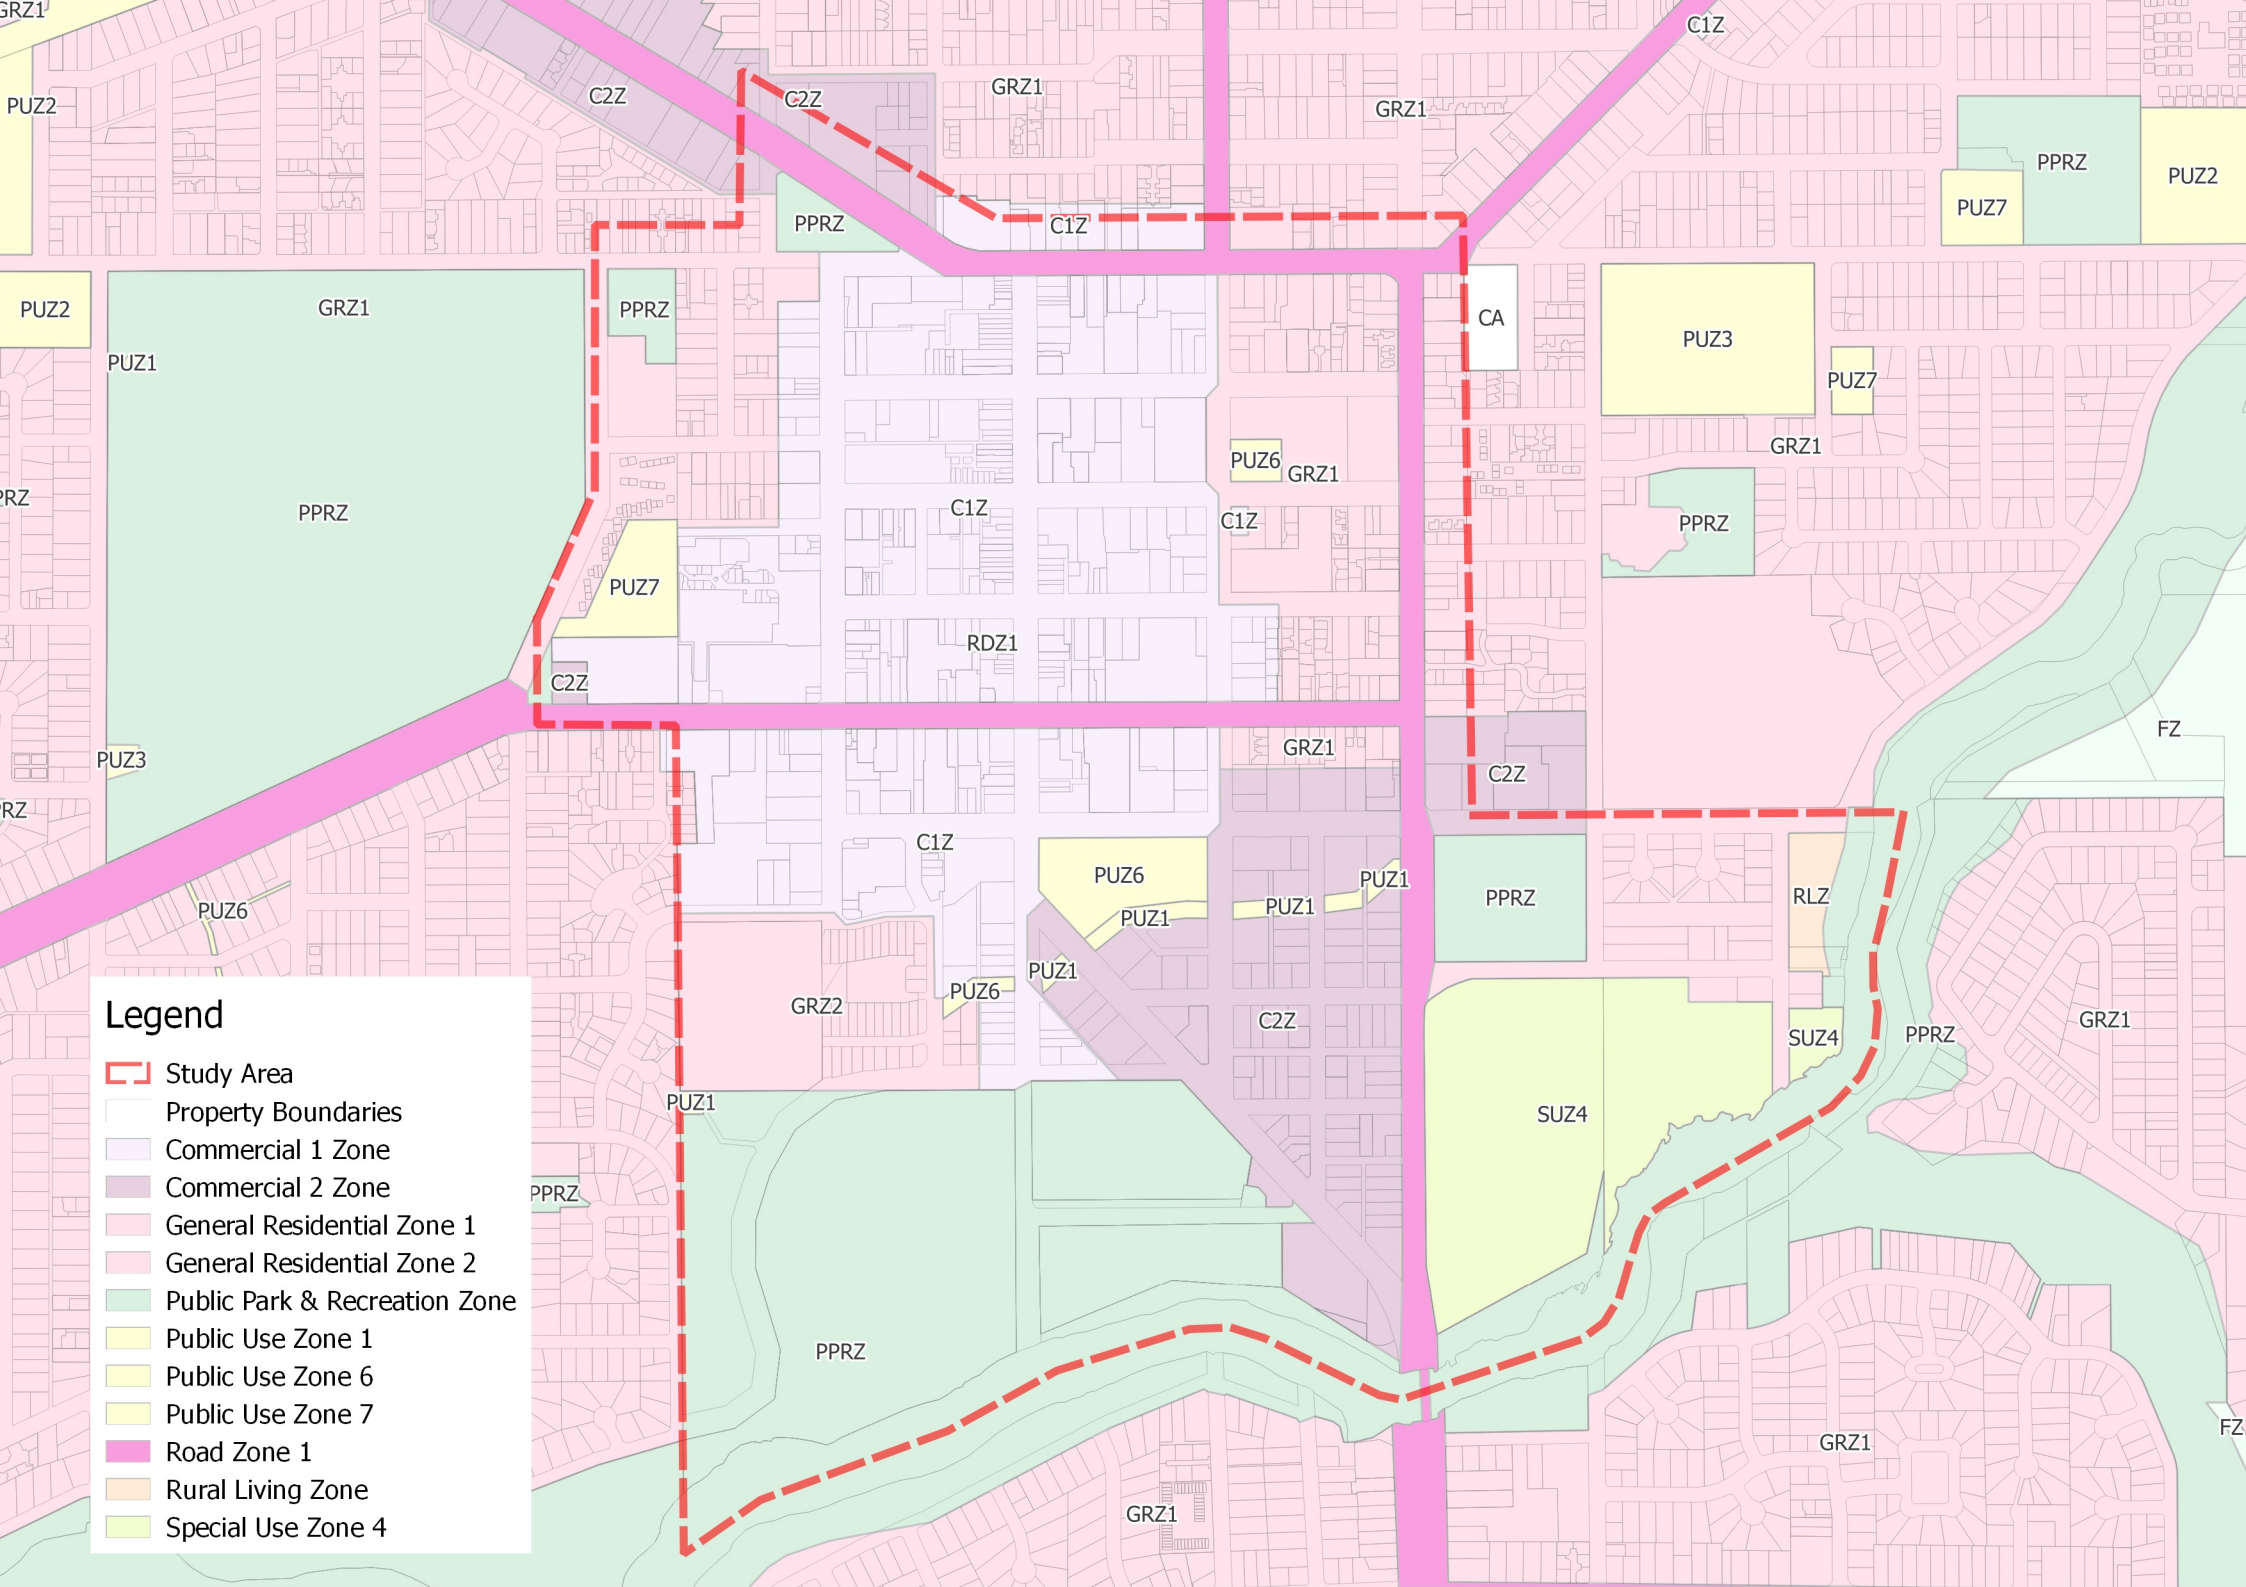 GRZ1
C1Z
C2Z
C2Z
GRZ1
GRZ1
PUZ2
PPRZ
PUZ2
PUZ7
PPRZ
C1Z
PUZ2
GRZ1
PPRZ
CA
PUZ3
PUZ1
PUZ7
GRZ1
PUZ6
GRZ1
PRZ
PPRZ
C1Z
C1Z
PPRZ
PUZ7
RDZ1
C2Z
FZ
GRZ1
PUZ3
C2Z
RZ
C1Z
PUZ6
PUZ1
PUZ1
PUZ1
PPRZ
RLZ
PUZ6
PUZ1
PUZ6
GRZ2
C2Z
SUZ4
PPRZ
GRZ1
PUZ1
SUZ4
PPRZ
PPRZ
FZ
GRZ1
GRZ1
Legend
Study Area
Property Boundaries
Commercial 1 Zone
Commercial 2 Zone
General Residential Zone 1
General Residential Zone 2
Public Park & Recreation Zone
Public Use Zone 1
Public Use Zone 6
Public Use Zone 7
Road Zone 1
Rural Living Zone
Special Use Zone 4